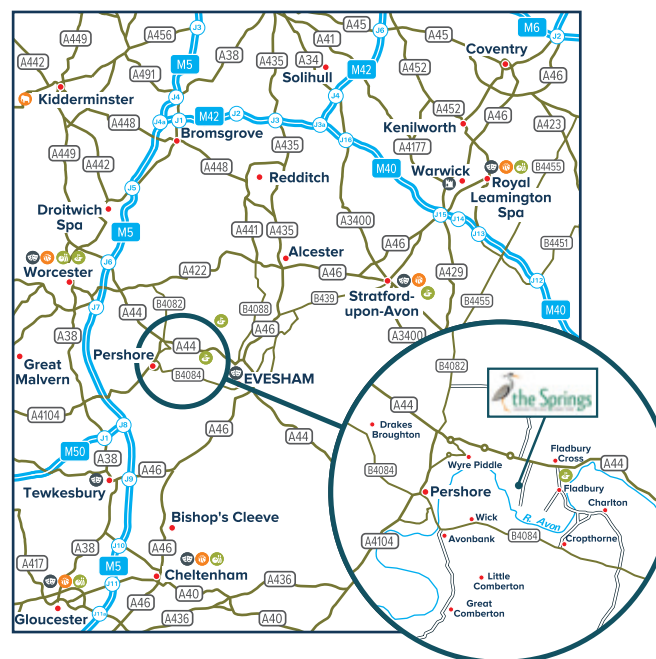 A449
A456
J3
A38
A435
A41
A45
J6
A45
M6
J2
A442
M5
A34
Solihull
M42
A452
Coventry
A46
A491
Kidderminster
J4
J4
A452
A46
A423
A448
J4a
J1
M42
J2
J3
J3a
J16
Kenilworth
Bromsgrove
A435
A4177
A449
A442
A448
M40
Warwick
B4455
J5
Redditch
Royal
Leamington
Spa
Droitwich
Spa
M5
A441
A435
A3400
J15
J14
J13
A46
B4451
Alcester
J6
Worcester
A422
A46
A429
J12
B4082
B4088
B439
Stratford-
upon-Avon
B4455
M40
J7
A44
A38
A46
A3400
Great
Malvern
Pershore
A44
B4084
EVESHAM
B4082
the Springs
A4104
A46
A44
A44
Drakes
Broughton
J8
M50
J1
A38
A46
J9
Tewkesbury
Fladbury
Cross
A44
B4084
Wyre Piddle
Fladbury
Pershore
Charlton
Bishop's Cleeve
Wick
R. Avon
A4104
Avonbank
B4084
Cropthorne
A417
A38
J10
A46
M5
Cheltenham
J11
A436
Little
Comberton
A40
A46
Great
Comberton
Gloucester
J11a
A436
A40